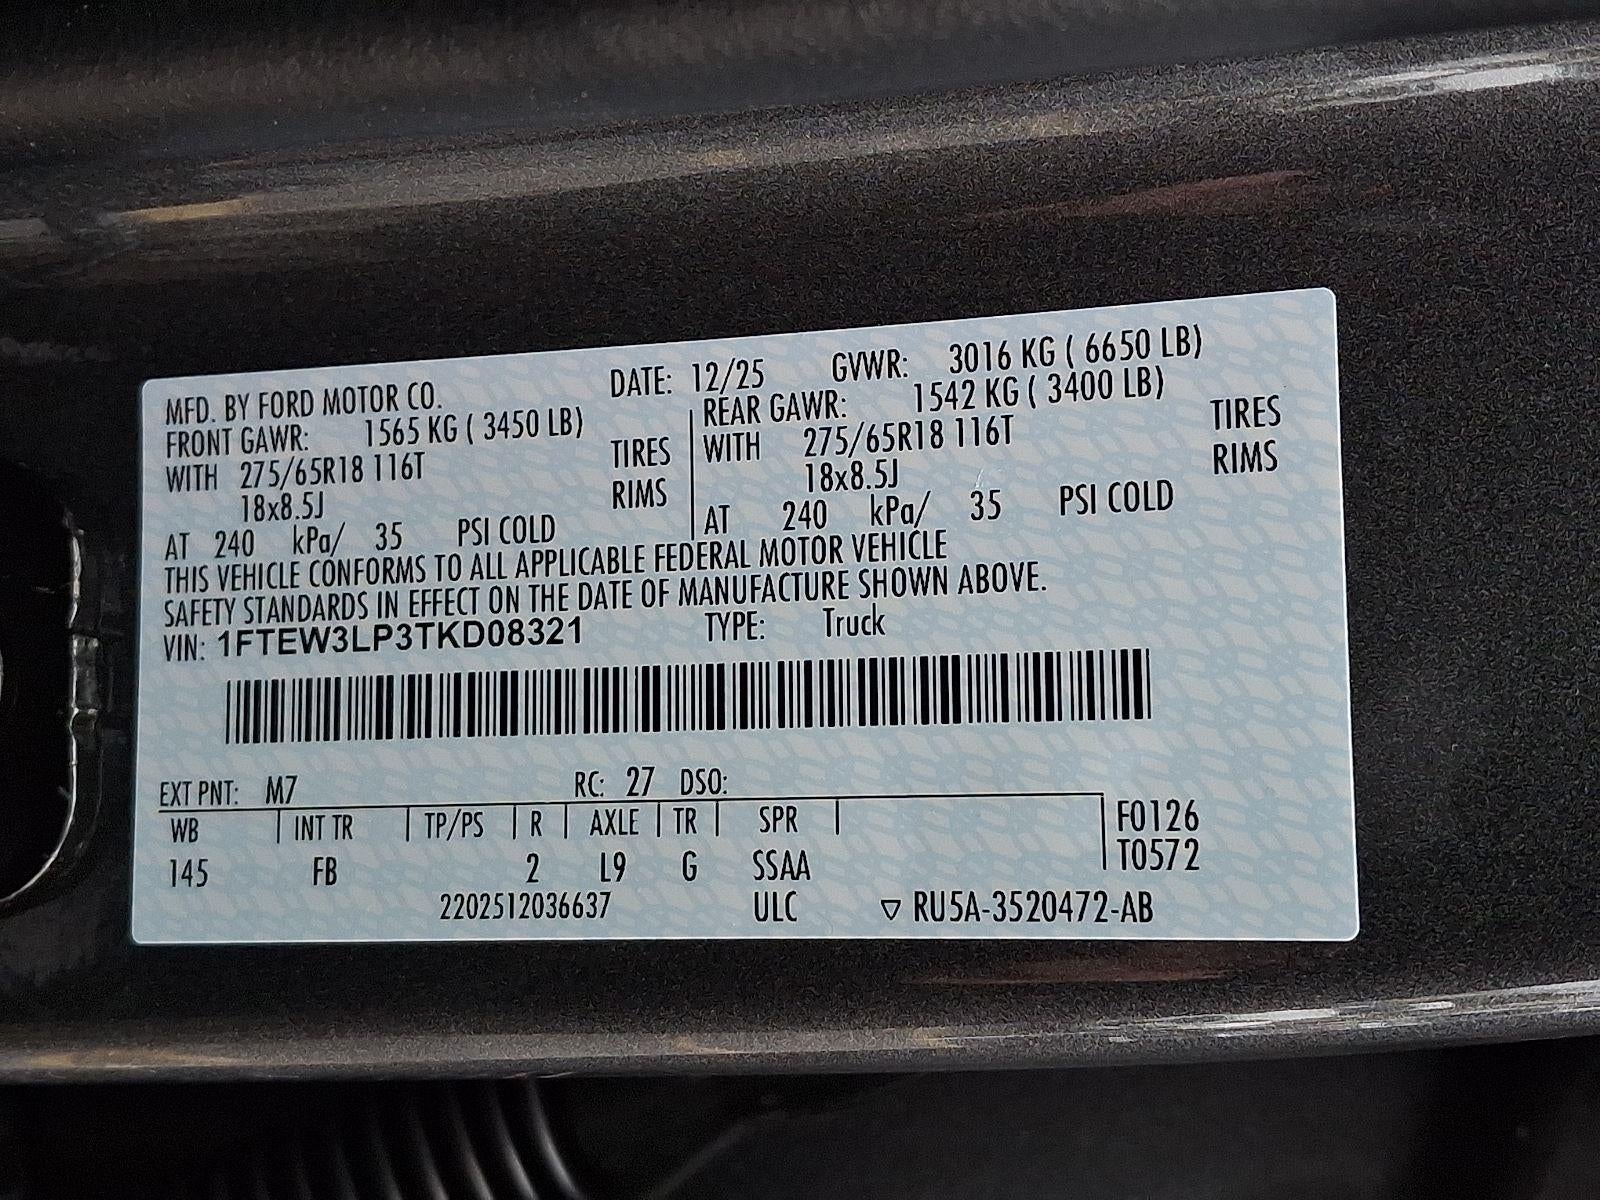 MFD. BY FORD MOTOR CO. DATE: 12/25 GVWR: 3016 KG ( 6650 LB)
FRONT GAWR: 1565 KG ( 3450 LB) REAR GAWR: 1542 KG ( 3400 LB)
WITH 275/65R18 116T TIRES WITH 275/65R18 116T TIRES
18x8.5J RIMS 18x8.5J RIMS
AT 240 kPa/ 35 PSI COLD AT 240 kPa/ 35 PSI COLD
THIS VEHICLE CONFORMS TO ALL APPLICABLE FEDERAL MOTOR VEHICLE
SAFETY STANDARDS IN EFFECT ON THE DATE OF MANUFACTURE SHOWN ABOVE.
VIN: 1FTEW3LP3TKD08321 TYPE: Truck
EXT PNT: M7 RC: 27 DSO:
WB INT TR TP/PS R AXLE TR SPR F0126
145 FB 2 L9 G SSAA T0572
2202512036637 ULC ▽ RU5A-3520472-AB